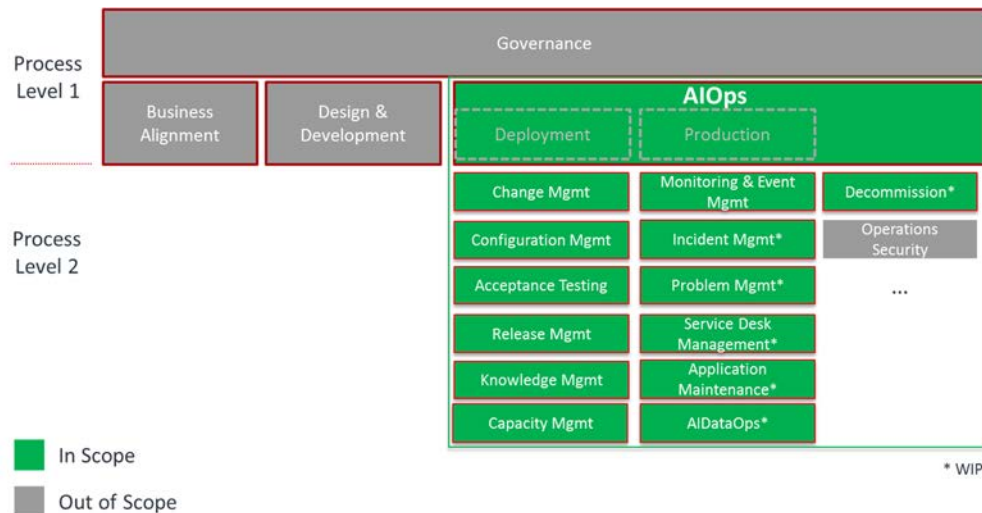 Governance
Process
Level 1
Business
Alignment
Design &
Development
AIOps
Deployment
Production
Process
Level 2
Change Mgmt
Monitoring & Event
Mgmt
Decommission*
Configuration Mgmt
Incident Mgmt*
Operations
Security
Acceptance Testing
Problem Mgmt*
...
Release Mgmt
Service Desk
Management*
Knowledge Mgmt
Application
Maintenance*
Capacity Mgmt
AIDataOps*
In Scope
* WIP
Out of Scope